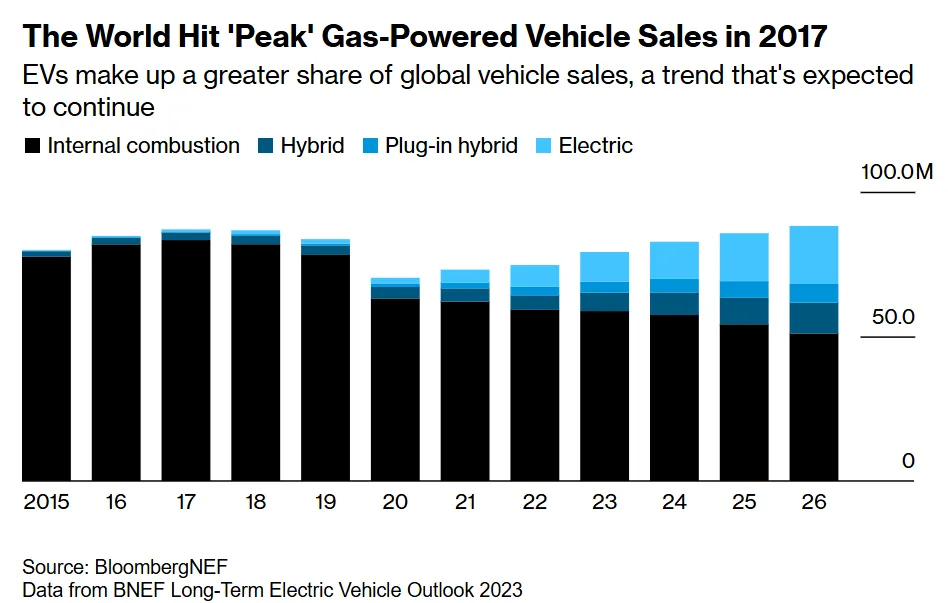 The World Hit 'Peak' Gas-Powered Vehicle Sales in 2017
EVs make up a greater share of global vehicle sales, a trend that's expected
to continue
Internal combustion Hybrid Plug-in hybrid Electric
100.0M
50.0
0
2015 16 17 18 19 20 21 22 23 24 25 26
Source: BloombergNEF
Data from BNEF Long-Term Electric Vehicle Outlook 2023